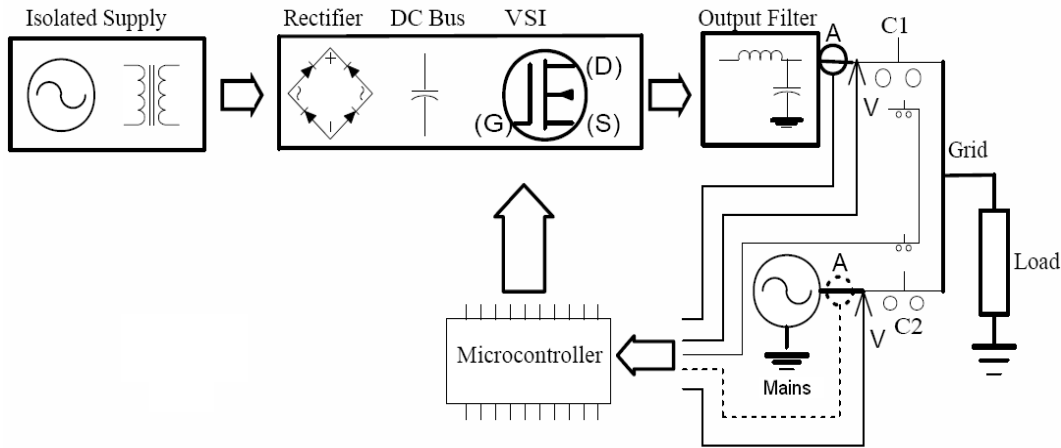 Isolated Supply
Rectifier
DC Bus
VSI
Output Filter
A
C1
(D)
(G)
(S)
V
Grid
A
Load
Microcontroller
V
C2
Mains